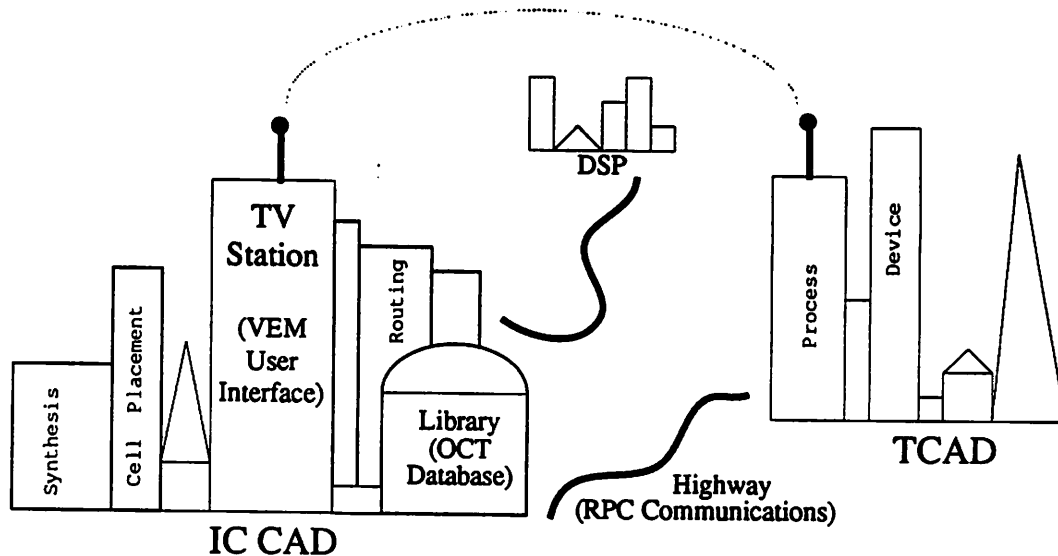 DSP
TV
Station
(VEM
User
Interface)
Synthesis
Cell Placement
Routing
Library
(OCT
Database)
IC CAD
Process
Device
TCAD
Highway
(RPC Communications)